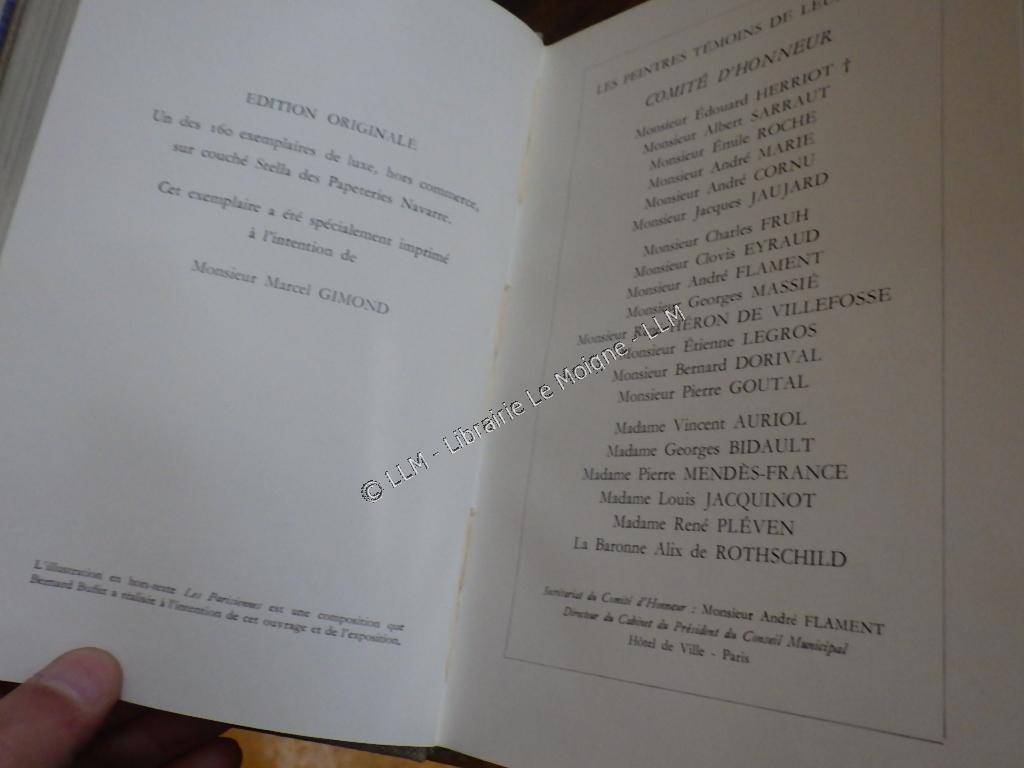 EDITION ORIGINALE
Un des 160 exemplaires de luxe, hors commerce,
sur couché Stella des Papeteries Navarre.
Cet exemplaire a été spécialement imprimé
à l'intention de
Monsieur Marcel GIMOND
L'illustration en hors-texte Les Parisiennes est une composition que
Bernard Buffet a réalisée à l'intention de cet ouvrage et de l'exposition.
LES PEINTRES TÉMOINS DE LEUR
COMITÉ D'HONNEUR
Monsieur Édouard HERRIOT †
Monsieur Albert SARRAUT
Monsieur Émile ROCHE
Monsieur André MARIE
Monsieur André CORNU
Monsieur Jacques JAUJARD
Monsieur Charles FRUH
Monsieur Clovis EYRAUD
Monsieur André FLAMENT
Monsieur Georges MASSIÉ
Monsieur HÉRON DE VILLEFOSSE
Monsieur Étienne LEGROS
Monsieur Bernard DORIVAL
Monsieur Pierre GOUTAL
Madame Vincent AURIOL
Madame Georges BIDAULT
Madame Pierre MENDÈS-FRANCE
Madame Louis JACQUINOT
Madame René PLÉVEN
La Baronne Alix de ROTHSCHILD
Secrétariat du Comité d'Honneur : Monsieur André FLAMENT
Directeur du Cabinet du Président du Conseil Municipal
Hôtel de Ville - Paris
© LLM - Librairie Le Moigne - LLM